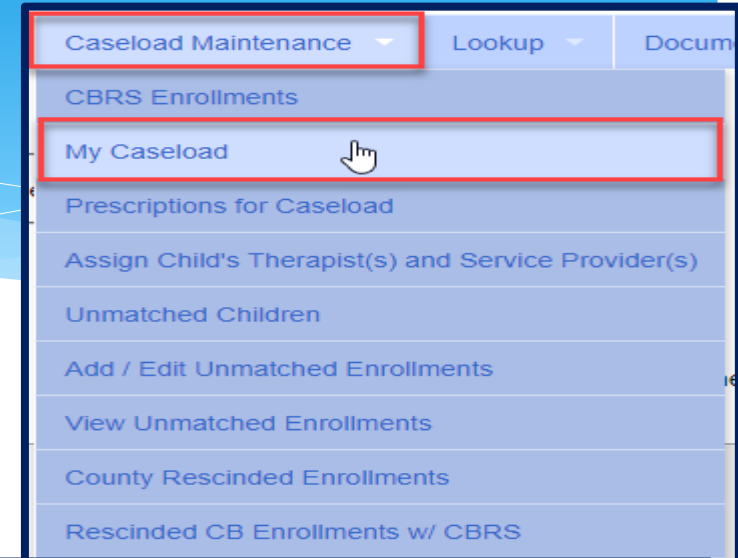 Caseload Maintenance Lookup
CBRS Enrollments
My Caseload
Prescriptions for Caseload
Assign Child's Therapist(s) and Service Provider(s)
Unmatched Children
Add / Edit Unmatched Enrollments
View Unmatched Enrollments
County Rescinded Enrollments
Rescinded CB Enrollments w/ CBRS